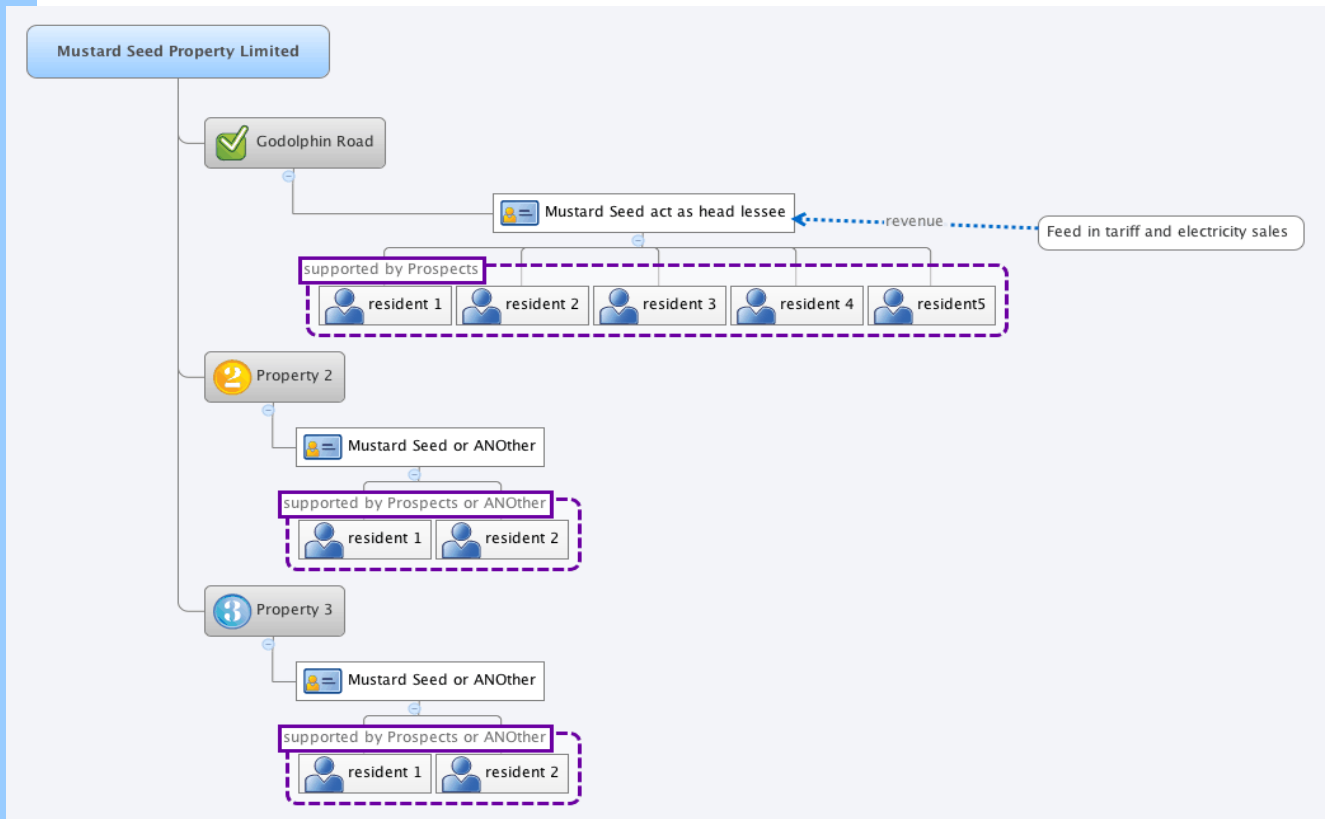 Mustard Seed Property Limited
Godolphin Road
Mustard Seed act as head lessee
revenue
Feed in tariff and electricity sales
supported by Prospects
resident 1
resident 2
resident 3
resident 4
resident5
2
Property 2
Mustard Seed or ANOther
supported by Prospects or ANOther
resident 1
resident 2
3
Property 3
Mustard Seed or ANOther
supported by Prospects or ANOther
resident 1
resident 2